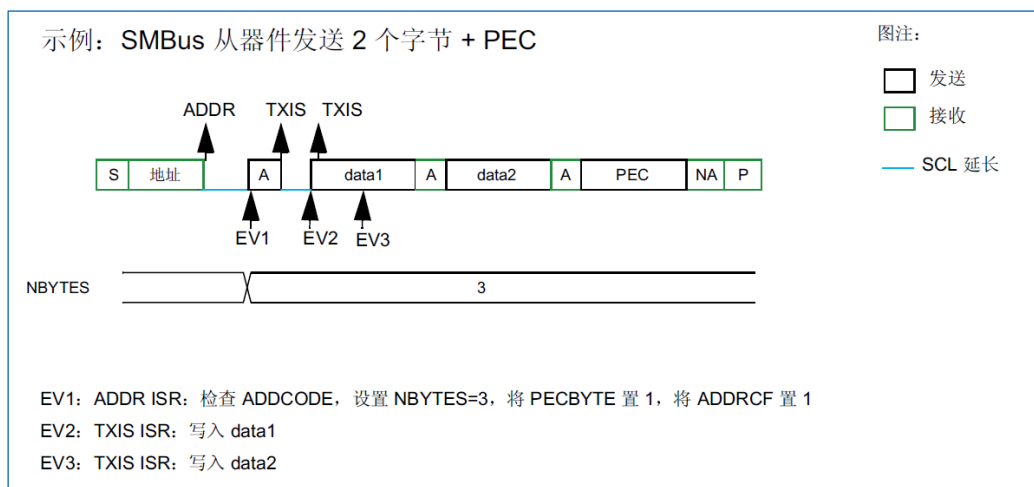 示例：SMBus 从器件发送 2 个字节 + PEC
图注：
发送
接收
SCL 延长
ADDR TXIS TXIS
S 地址 A data1 A data2 A PEC NA P
EV1 EV2 EV3
NBYTES 3
EV1：ADDR ISR：检查 ADDCODE，设置 NBYTES=3，将 PECBYTE 置 1，将 ADDRCF 置 1
EV2：TXIS ISR：写入 data1
EV3：TXIS ISR：写入 data2